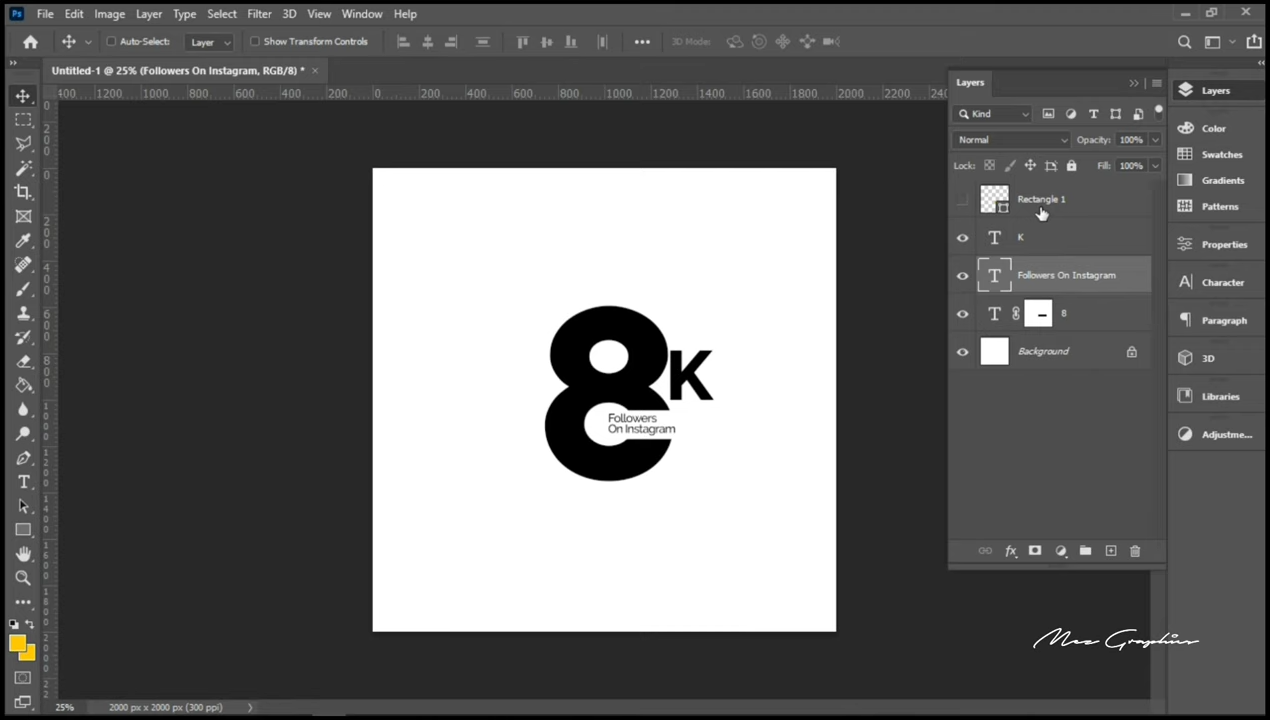 Ps File Edit Image Layer Type Select Filter 3D View Window Help
Auto-Select: Layer Show Transform Controls 3D Mode:
Untitled-1 @ 25% (Followers On Instagram, RGB/8) *
400 1200 1000 800 600 400 200 0 200 400 600 800 1000 1200 1400 1600 1800 2000 2200 2400
Layers
Kind
Normal Opacity: 100%
Lock: Fill: 100%
Rectangle 1
K
Followers On Instagram
8
Background
Layers
Color
Swatches
Gradients
Patterns
Properties
Character
Paragraph
3D
Libraries
Adjustme...
8K
Followers
On Instagram
Mez Graphics
25% 2000 px x 2000 px (300 ppi)